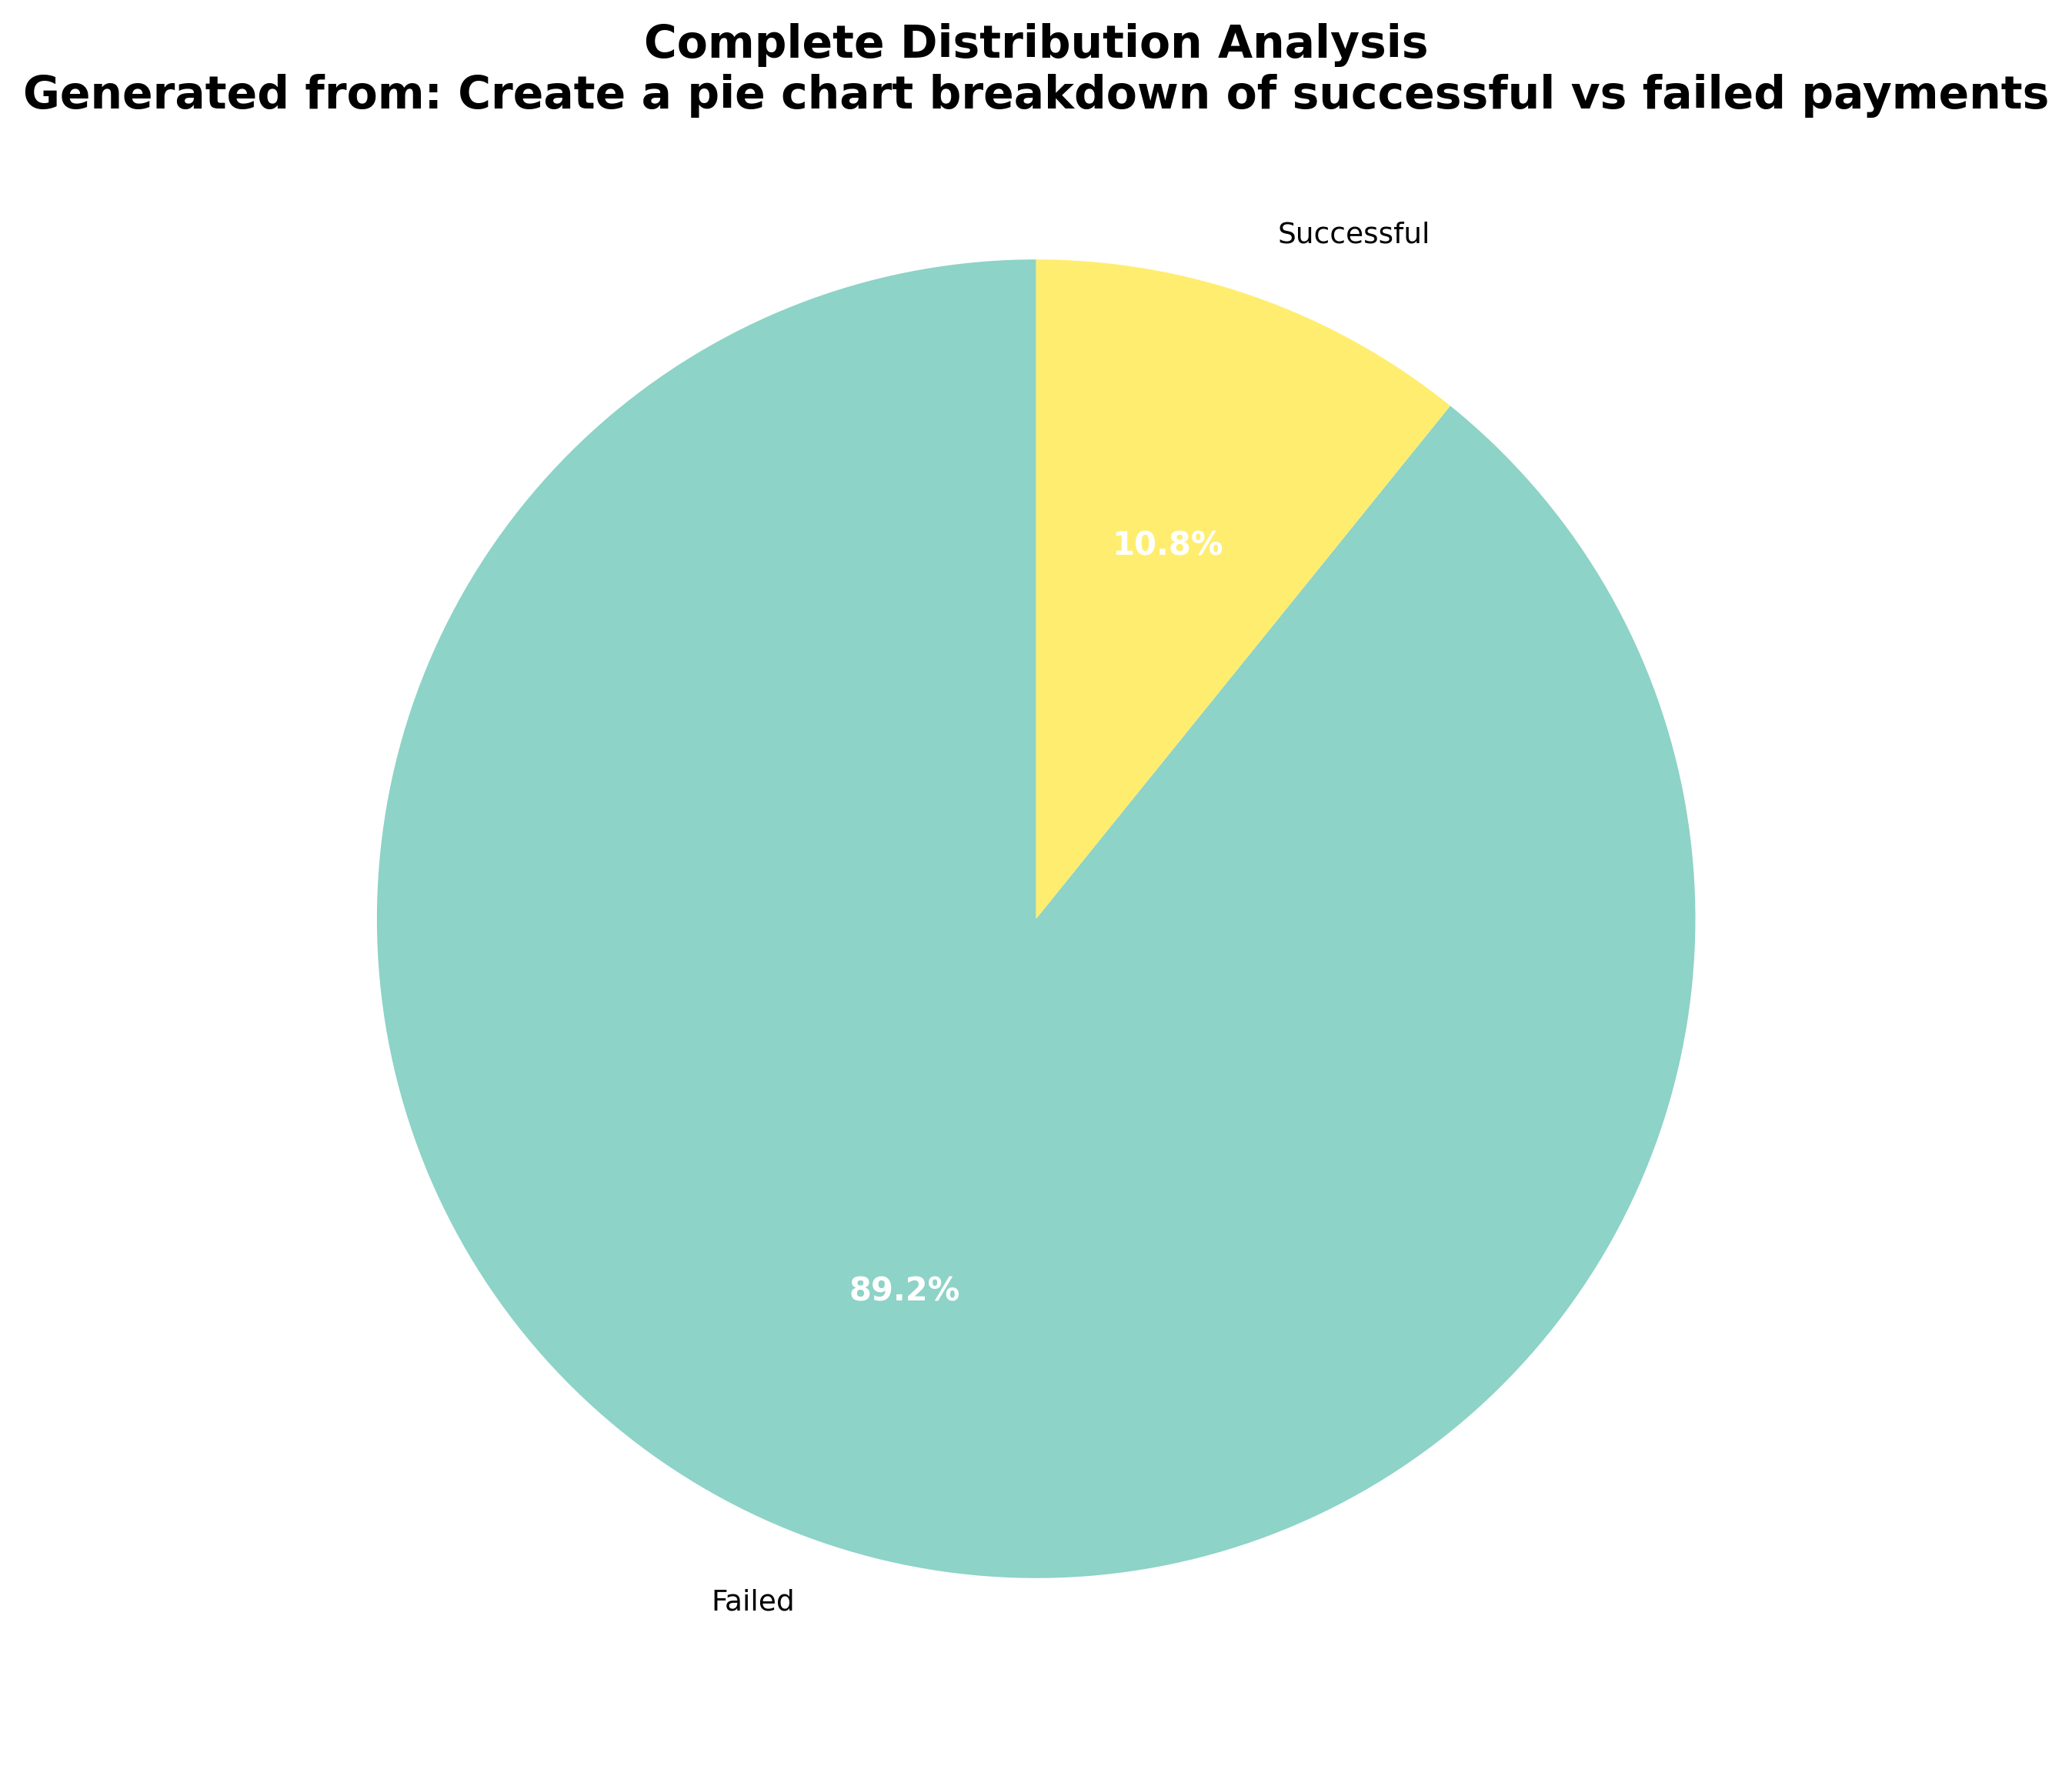 Complete Distribution Analysis
Generated from: Create a pie chart breakdown of successful vs failed payments
Successful
10.8%
89.2%
Failed